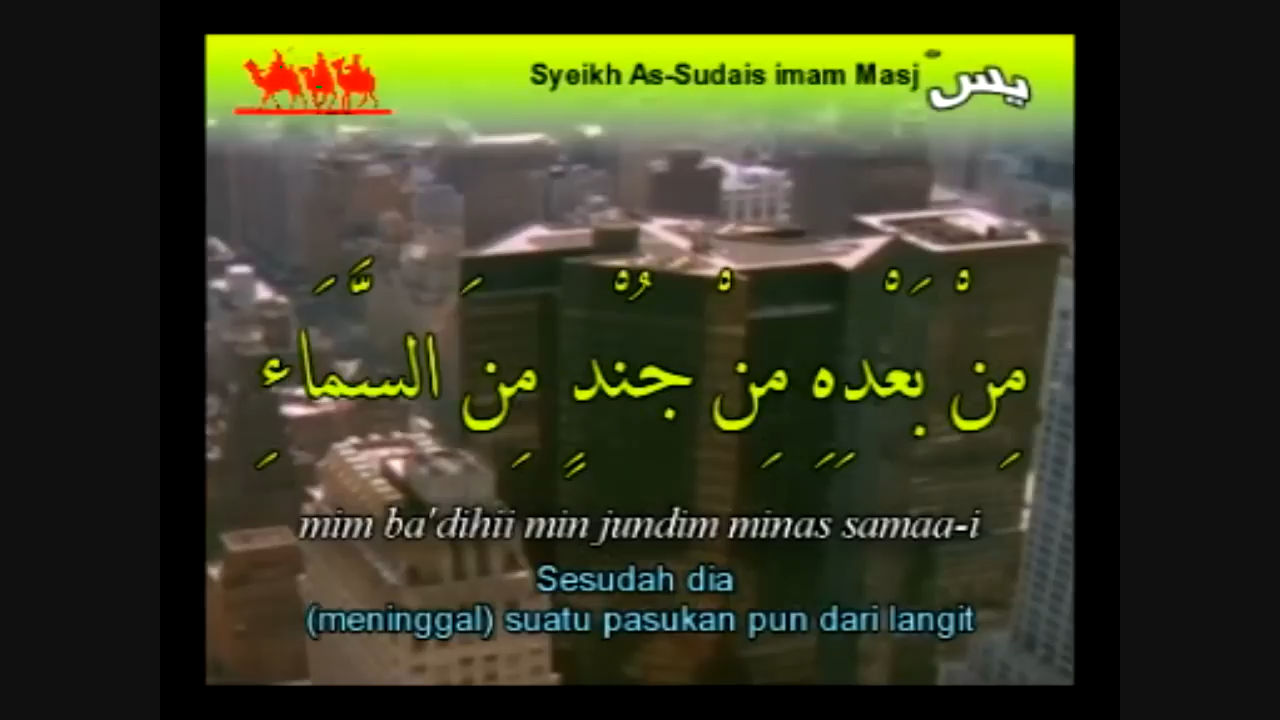 Syeikh As-Sudais imam Masj
يسۤ
مِنْ بَعْدِهِ مِنْ جُنْدٍ مِنَ السَّمَاءِ
mim ba'dihii min jundim minas samaa-i
Sesudah dia
(meninggal) suatu pasukan pun dari langit